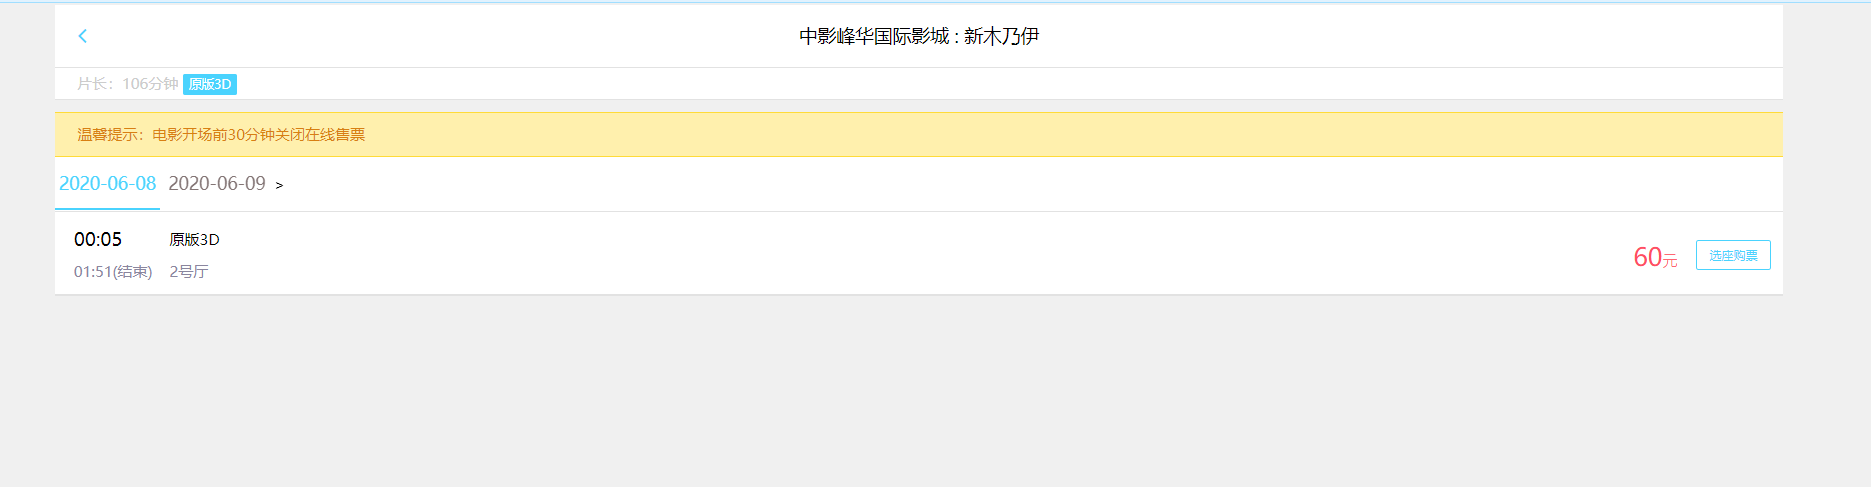 中影峰华国际影城 : 新木乃伊
片长：106分钟 原版3D
温馨提示：电影开场前30分钟关闭在线售票
2020-06-08 2020-06-09 >
00:05 原版3D
01:51(结束) 2号厅
60元 选座购票